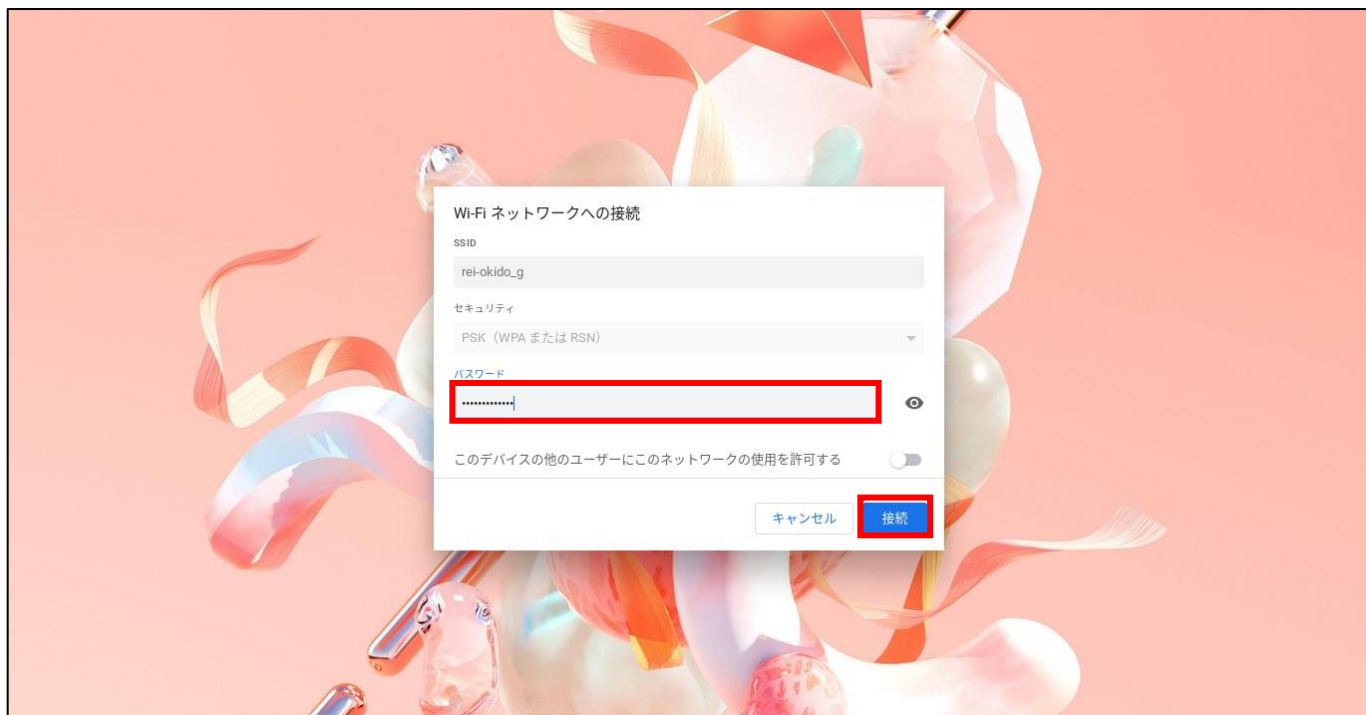 Wi-Fi ネットワークへの接続
SSID
rei-okido_g
セキュリティ
PSK（WPA または RSN）
パスワード
•••••••••••••
このデバイスの他のユーザーにこのネットワークの使用を許可する
キャンセル 接続